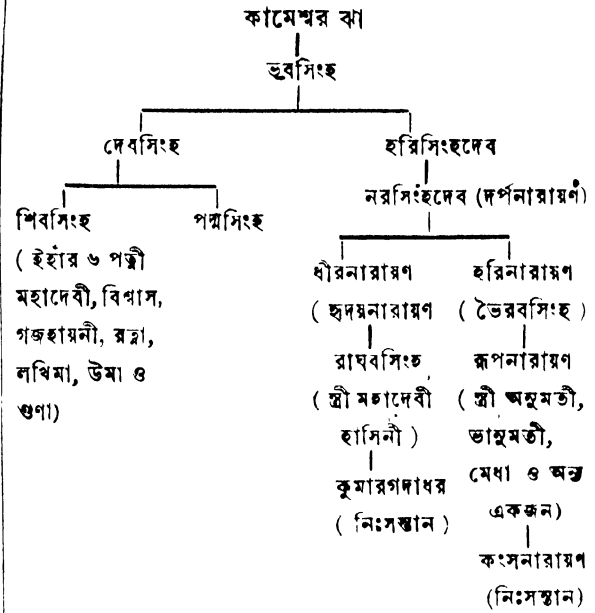 কামেশ্বর ঝা
ভুবসিংহ
দেবসিংহ
হরিসিংহদেব
শিবসিংহ
(ইহাঁর ৬ পত্নী
মহাদেবী, বিশ্বাস,
গজহায়নী, রত্না,
লখিমা, উমা ও
গুণা)
পদ্মসিংহ
নরসিংহদেব (দর্পনারায়ণ)
ধীরনারায়ণ
(হৃদয়নারায়ণ
রাঘবসিংহ
(স্ত্রী মহাদেবী
হাসিনী)
কুমারগদাধর
(নিঃসন্তান)
হরিনারায়ণ
(ভৈরবসিংহ)
রূপনারায়ণ
(স্ত্রী অনুমতী,
ভানুমতী,
মেধা ও অন্য
একজন)
কংসনারায়ণ
(নিঃসন্তান)